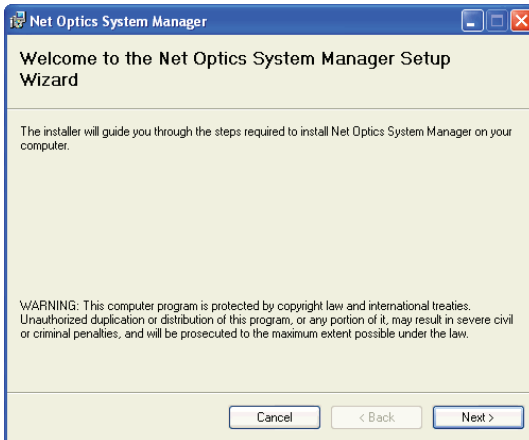 Net Optics System Manager
Welcome to the Net Optics System Manager Setup
Wizard
The installer will guide you through the steps required to install Net Optics System Manager on your
computer.
WARNING: This computer program is protected by copyright law and international treaties.
Unauthorized duplication or distribution of this program, or any portion of it, may result in severe civil
or criminal penalties, and will be prosecuted to the maximum extent possible under the law.
Cancel
< Back
Next >